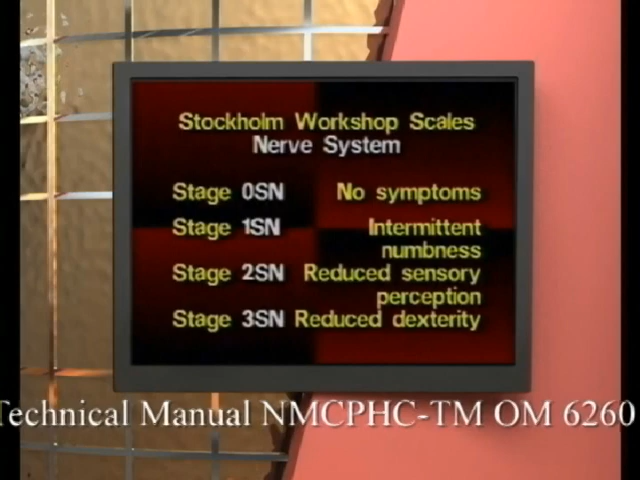 Stockholm Workshop Scales
Nerve System
Stage 0SN No symptoms
Stage 1SN Intermittent
numbness
Stage 2SN Reduced sensory
perception
Stage 3SN Reduced dexterity
Technical Manual NMCPHC-TM OM 6260